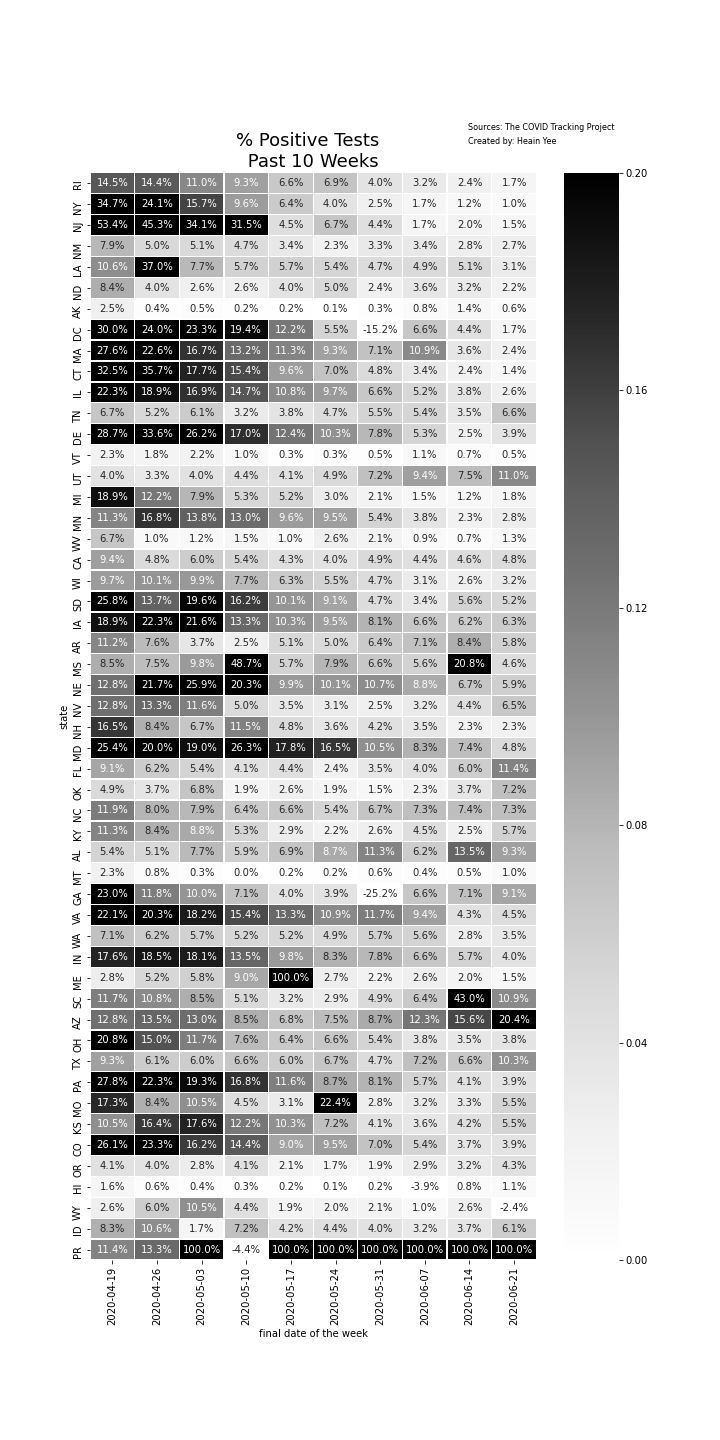 Sources: The COVID Tracking Project
Created by: Heain Yee
% Positive Tests
Past 10 Weeks
RI 14.5% 14.4% 11.0% 9.3% 6.6% 6.9% 4.0% 3.2% 2.4% 1.7%
NY 34.7% 24.1% 15.7% 9.6% 6.4% 4.0% 2.5% 1.7% 1.2% 1.0%
NJ 53.4% 45.3% 34.1% 31.5% 4.5% 6.7% 4.4% 1.7% 2.0% 1.5%
NM 7.9% 5.0% 5.1% 4.7% 3.4% 2.3% 3.3% 3.4% 2.8% 2.7%
LA 10.6% 37.0% 7.7% 5.7% 5.7% 5.4% 4.7% 4.9% 5.1% 3.1%
ND 8.4% 4.0% 2.6% 2.6% 4.0% 5.0% 2.4% 3.6% 3.2% 2.2%
AK 2.5% 0.4% 0.5% 0.2% 0.2% 0.1% 0.3% 0.8% 1.4% 0.6%
DC 30.0% 24.0% 23.3% 19.4% 12.2% 5.5% -15.2% 6.6% 4.4% 1.7%
MA 27.6% 22.6% 16.7% 13.2% 11.3% 9.3% 7.1% 10.9% 3.6% 2.4%
CT 32.5% 35.7% 17.7% 15.4% 9.6% 7.0% 4.8% 3.4% 2.4% 1.4%
IL 22.3% 18.9% 16.9% 14.7% 10.8% 9.7% 6.6% 5.2% 3.8% 2.6%
TN 6.7% 5.2% 6.1% 3.2% 3.8% 4.7% 5.5% 5.4% 3.5% 6.6%
DE 28.7% 33.6% 26.2% 17.0% 12.4% 10.3% 7.8% 5.3% 2.5% 3.9%
VT 2.3% 1.8% 2.2% 1.0% 0.3% 0.3% 0.5% 1.1% 0.7% 0.5%
UT 4.0% 3.3% 4.0% 4.4% 4.1% 4.9% 7.2% 9.4% 7.5% 11.0%
MI 18.9% 12.2% 7.9% 5.3% 5.2% 3.0% 2.1% 1.5% 1.2% 1.8%
MN 11.3% 16.8% 13.8% 13.0% 9.6% 9.5% 5.4% 3.8% 2.3% 2.8%
WV 6.7% 1.0% 1.2% 1.5% 1.0% 2.6% 2.1% 0.9% 0.7% 1.3%
CA 9.4% 4.8% 6.0% 5.4% 4.3% 4.0% 4.9% 4.4% 4.6% 4.8%
WI 9.7% 10.1% 9.9% 7.7% 6.3% 5.5% 4.7% 3.1% 2.6% 3.2%
SD 25.8% 13.7% 19.6% 16.2% 10.1% 9.1% 4.7% 3.4% 5.6% 5.2%
IA 18.9% 22.3% 21.6% 13.3% 10.3% 9.5% 8.1% 6.6% 6.2% 6.3%
AR 11.2% 7.6% 3.7% 2.5% 5.1% 5.0% 6.4% 7.1% 8.4% 5.8%
MS 8.5% 7.5% 9.8% 48.7% 5.7% 7.9% 6.6% 5.6% 20.8% 4.6%
NE 12.8% 21.7% 25.9% 20.3% 9.9% 10.1% 10.7% 8.8% 6.7% 5.9%
NV 12.8% 13.3% 11.6% 5.0% 3.5% 3.1% 2.5% 3.2% 4.4% 6.5%
state
NH 16.5% 8.4% 6.7% 11.5% 4.8% 3.6% 4.2% 3.5% 2.3% 2.3%
MD 25.4% 20.0% 19.0% 26.3% 17.8% 16.5% 10.5% 8.3% 7.4% 4.8%
FL 9.1% 6.2% 5.4% 4.1% 4.4% 2.4% 3.5% 4.0% 6.0% 11.4%
OK 4.9% 3.7% 6.8% 1.9% 2.6% 1.9% 1.5% 2.3% 3.7% 7.2%
NC 11.9% 8.0% 7.9% 6.4% 6.6% 5.4% 6.7% 7.3% 7.4% 7.3%
KY 11.3% 8.4% 8.8% 5.3% 2.9% 2.2% 2.6% 4.5% 2.5% 5.7%
AL 5.4% 5.1% 7.7% 5.9% 6.9% 8.7% 11.3% 6.2% 13.5% 9.3%
MT 2.3% 0.8% 0.3% 0.0% 0.2% 0.2% 0.6% 0.4% 0.5% 1.0%
GA 23.0% 11.8% 10.0% 7.1% 4.0% 3.9% -25.2% 6.6% 7.1% 9.1%
VA 22.1% 20.3% 18.2% 15.4% 13.3% 10.9% 11.7% 9.4% 4.3% 4.5%
WA 7.1% 6.2% 5.7% 5.2% 5.2% 4.9% 5.7% 5.6% 2.8% 3.5%
IN 17.6% 18.5% 18.1% 13.5% 9.8% 8.3% 7.8% 6.6% 5.7% 4.0%
ME 2.8% 5.2% 5.8% 9.0% 100.0% 2.7% 2.2% 2.6% 2.0% 1.5%
SC 11.7% 10.8% 8.5% 5.1% 3.2% 2.9% 4.9% 6.4% 43.0% 10.9%
AZ 12.8% 13.5% 13.0% 8.5% 6.8% 7.5% 8.7% 12.3% 15.6% 20.4%
OH 20.8% 15.0% 11.7% 7.6% 6.4% 6.6% 5.4% 3.8% 3.5% 3.8%
TX 9.3% 6.1% 6.0% 6.6% 6.0% 6.7% 4.7% 7.2% 6.6% 10.3%
PA 27.8% 22.3% 19.3% 16.8% 11.6% 8.7% 8.1% 5.7% 4.1% 3.9%
MO 17.3% 8.4% 10.5% 4.5% 3.1% 22.4% 2.8% 3.2% 3.3% 5.5%
KS 10.5% 16.4% 17.6% 12.2% 10.3% 7.2% 4.1% 3.6% 4.2% 5.5%
CO 26.1% 23.3% 16.2% 14.4% 9.0% 9.5% 7.0% 5.4% 3.7% 3.9%
OR 4.1% 4.0% 2.8% 4.1% 2.1% 1.7% 1.9% 2.9% 3.2% 4.3%
HI 1.6% 0.6% 0.4% 0.3% 0.2% 0.1% 0.2% -3.9% 0.8% 1.1%
WY 2.6% 6.0% 10.5% 4.4% 1.9% 2.0% 2.1% 1.0% 2.6% -2.4%
ID 8.3% 10.6% 1.7% 7.2% 4.2% 4.4% 4.0% 3.2% 3.7% 6.1%
PR 11.4% 13.3% 100.0% -4.4% 100.0% 100.0% 100.0% 100.0% 100.0% 100.0%
2020-04-19 2020-04-26 2020-05-03 2020-05-10 2020-05-17 2020-05-24 2020-05-31 2020-06-07 2020-06-14 2020-06-21
final date of the week
0.20
0.16
0.12
0.08
0.04
0.00